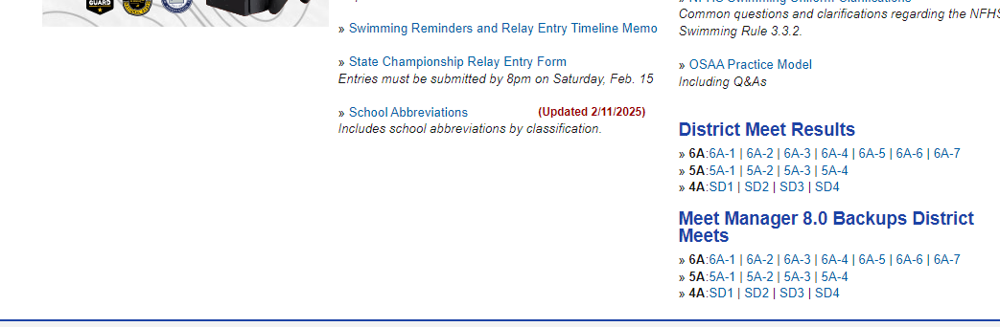 GUARD
» Swimming Reminders and Relay Entry Timeline Memo
» State Championship Relay Entry Form
Entries must be submitted by 8pm on Saturday, Feb. 15
» School Abbreviations (Updated 2/11/2025)
Includes school abbreviations by classification.
Common questions and clarifications regarding the NFHS
Swimming Rule 3.3.2.
» OSAA Practice Model
Including Q&As
District Meet Results
» 6A:6A-1 | 6A-2 | 6A-3 | 6A-4 | 6A-5 | 6A-6 | 6A-7
» 5A:5A-1 | 5A-2 | 5A-3 | 5A-4
» 4A:SD1 | SD2 | SD3 | SD4
Meet Manager 8.0 Backups District
Meets
» 6A:6A-1 | 6A-2 | 6A-3 | 6A-4 | 6A-5 | 6A-6 | 6A-7
» 5A:5A-1 | 5A-2 | 5A-3 | 5A-4
» 4A:SD1 | SD2 | SD3 | SD4